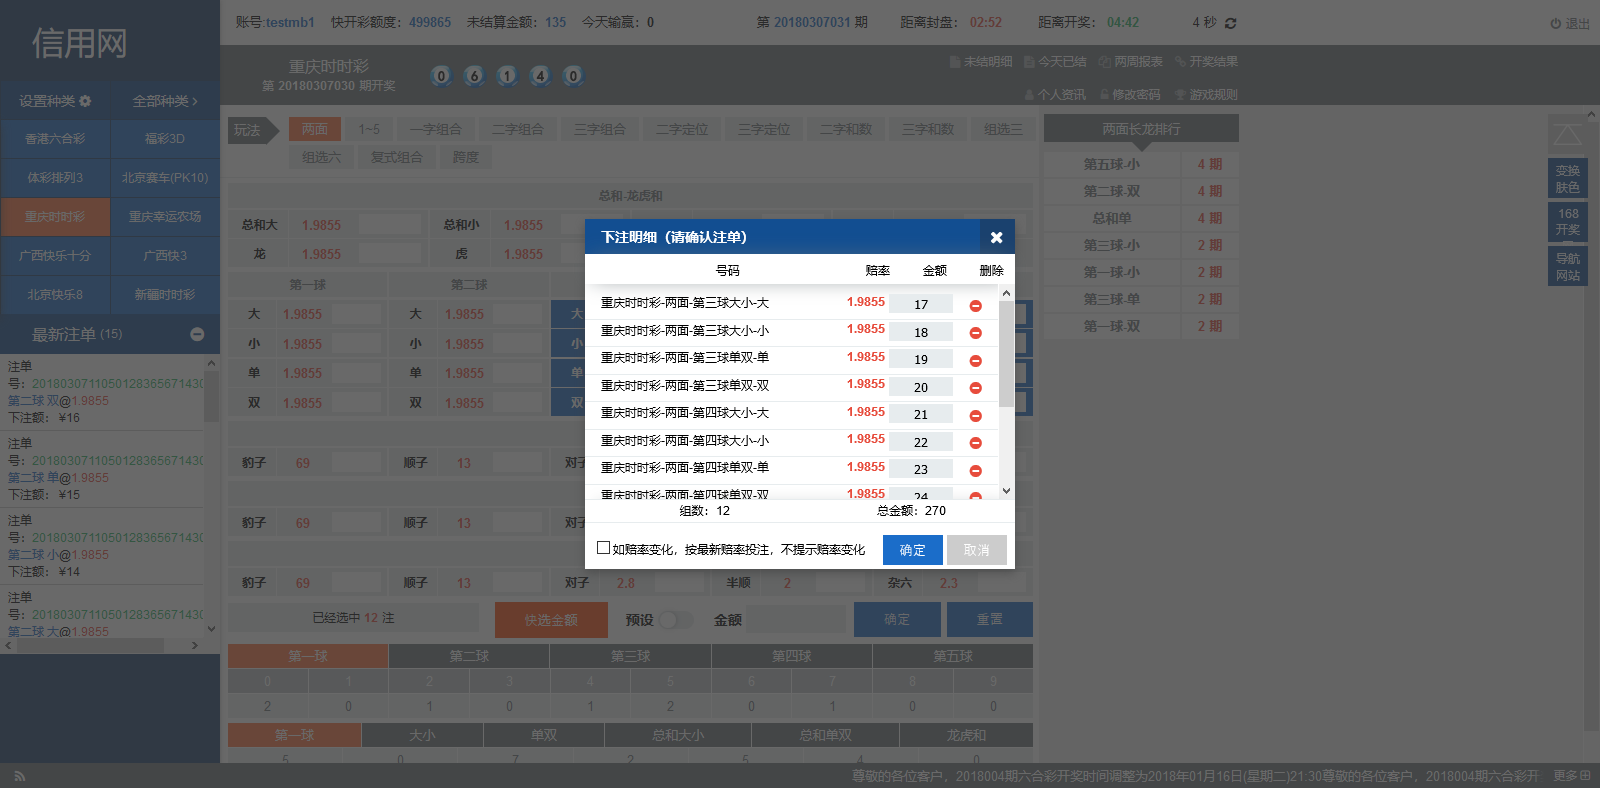 账号:testmb1 快开彩额度：499865 未结算金额：135 今天输赢：0 第 20180307031 期 距离封盘： 02:52 距离开奖： 04:42 4 秒 退出
信用网
重庆时时彩
第 20180307030 期开奖
0 6 1 4 0
未结明细 今天已结 两周报表 开奖结果
个人资讯 修改密码 游戏规则
设置种类 全部种类
香港六合彩 福彩3D
体彩排列3 北京赛车(PK10)
重庆时时彩 重庆幸运农场
广西快乐十分 广西快3
北京快乐8 新疆时时彩
最新注单 (15)
注单
号：2018030711050128365671430
第二球 双@1.9855
下注额： ¥16
注单
号：2018030711050128365671430
第二球 单@1.9855
下注额： ¥15
注单
号：2018030711050128365671430
第二球 小@1.9855
下注额： ¥14
注单
号：2018030711050128365671430
第二球 大@1.9855
玩法 两面 1~5 一字组合 二字组合 三字组合 二字定位 三字定位 二字和数 三字和数 组选三
组选六 复式组合 跨度
总和-龙虎和
总和大 1.9855 总和小 1.9855
龙 1.9855 虎 1.9855
第一球 第二球
大 1.9855 大 1.9855 大
小 1.9855 小 1.9855 小
单 1.9855 单 1.9855 单
双 1.9855 双 1.9855 双
豹子 69 顺子 13 对子
豹子 69 顺子 13 对子
豹子 69 顺子 13 对子 2.8 半顺 2 杂六 2.3
下注明细（请确认注单）
号码 赔率 金额 删除
重庆时时彩-两面-第三球大小-大 1.9855 17
重庆时时彩-两面-第三球大小-小 1.9855 18
重庆时时彩-两面-第三球单双-单 1.9855 19
重庆时时彩-两面-第三球单双-双 1.9855 20
重庆时时彩-两面-第四球大小-大 1.9855 21
重庆时时彩-两面-第四球大小-小 1.9855 22
重庆时时彩-两面-第四球单双-单 1.9855 23
重庆时时彩-两面-第四球单双-双 1.9855 24
组数：12 总金额：270
如赔率变化，按最新赔率投注，不提示赔率变化 确定 取消
已经选中 12 注 快选金额 预设 金额 确定 重置
第一球 第二球 第三球 第四球 第五球
0 1 2 3 4 5 6 7 8 9
2 0 1 0 1 2 0 1 0 0
第一球 大小 单双 总和大小 总和单双 龙虎和
5 0 7 2 5 4 0
两面长龙排行
第五球-小 4 期
第二球-双 4 期
总和单 4 期
第三球-小 2 期
第一球-小 2 期
第三球-单 2 期
第一球-双 2 期
变换
肤色
168
开奖
导航
网站
尊敬的各位客户，2018004期六合彩开奖时间调整为2018年01月16日(星期二)21:30尊敬的各位客户，2018004期六合彩开 更多